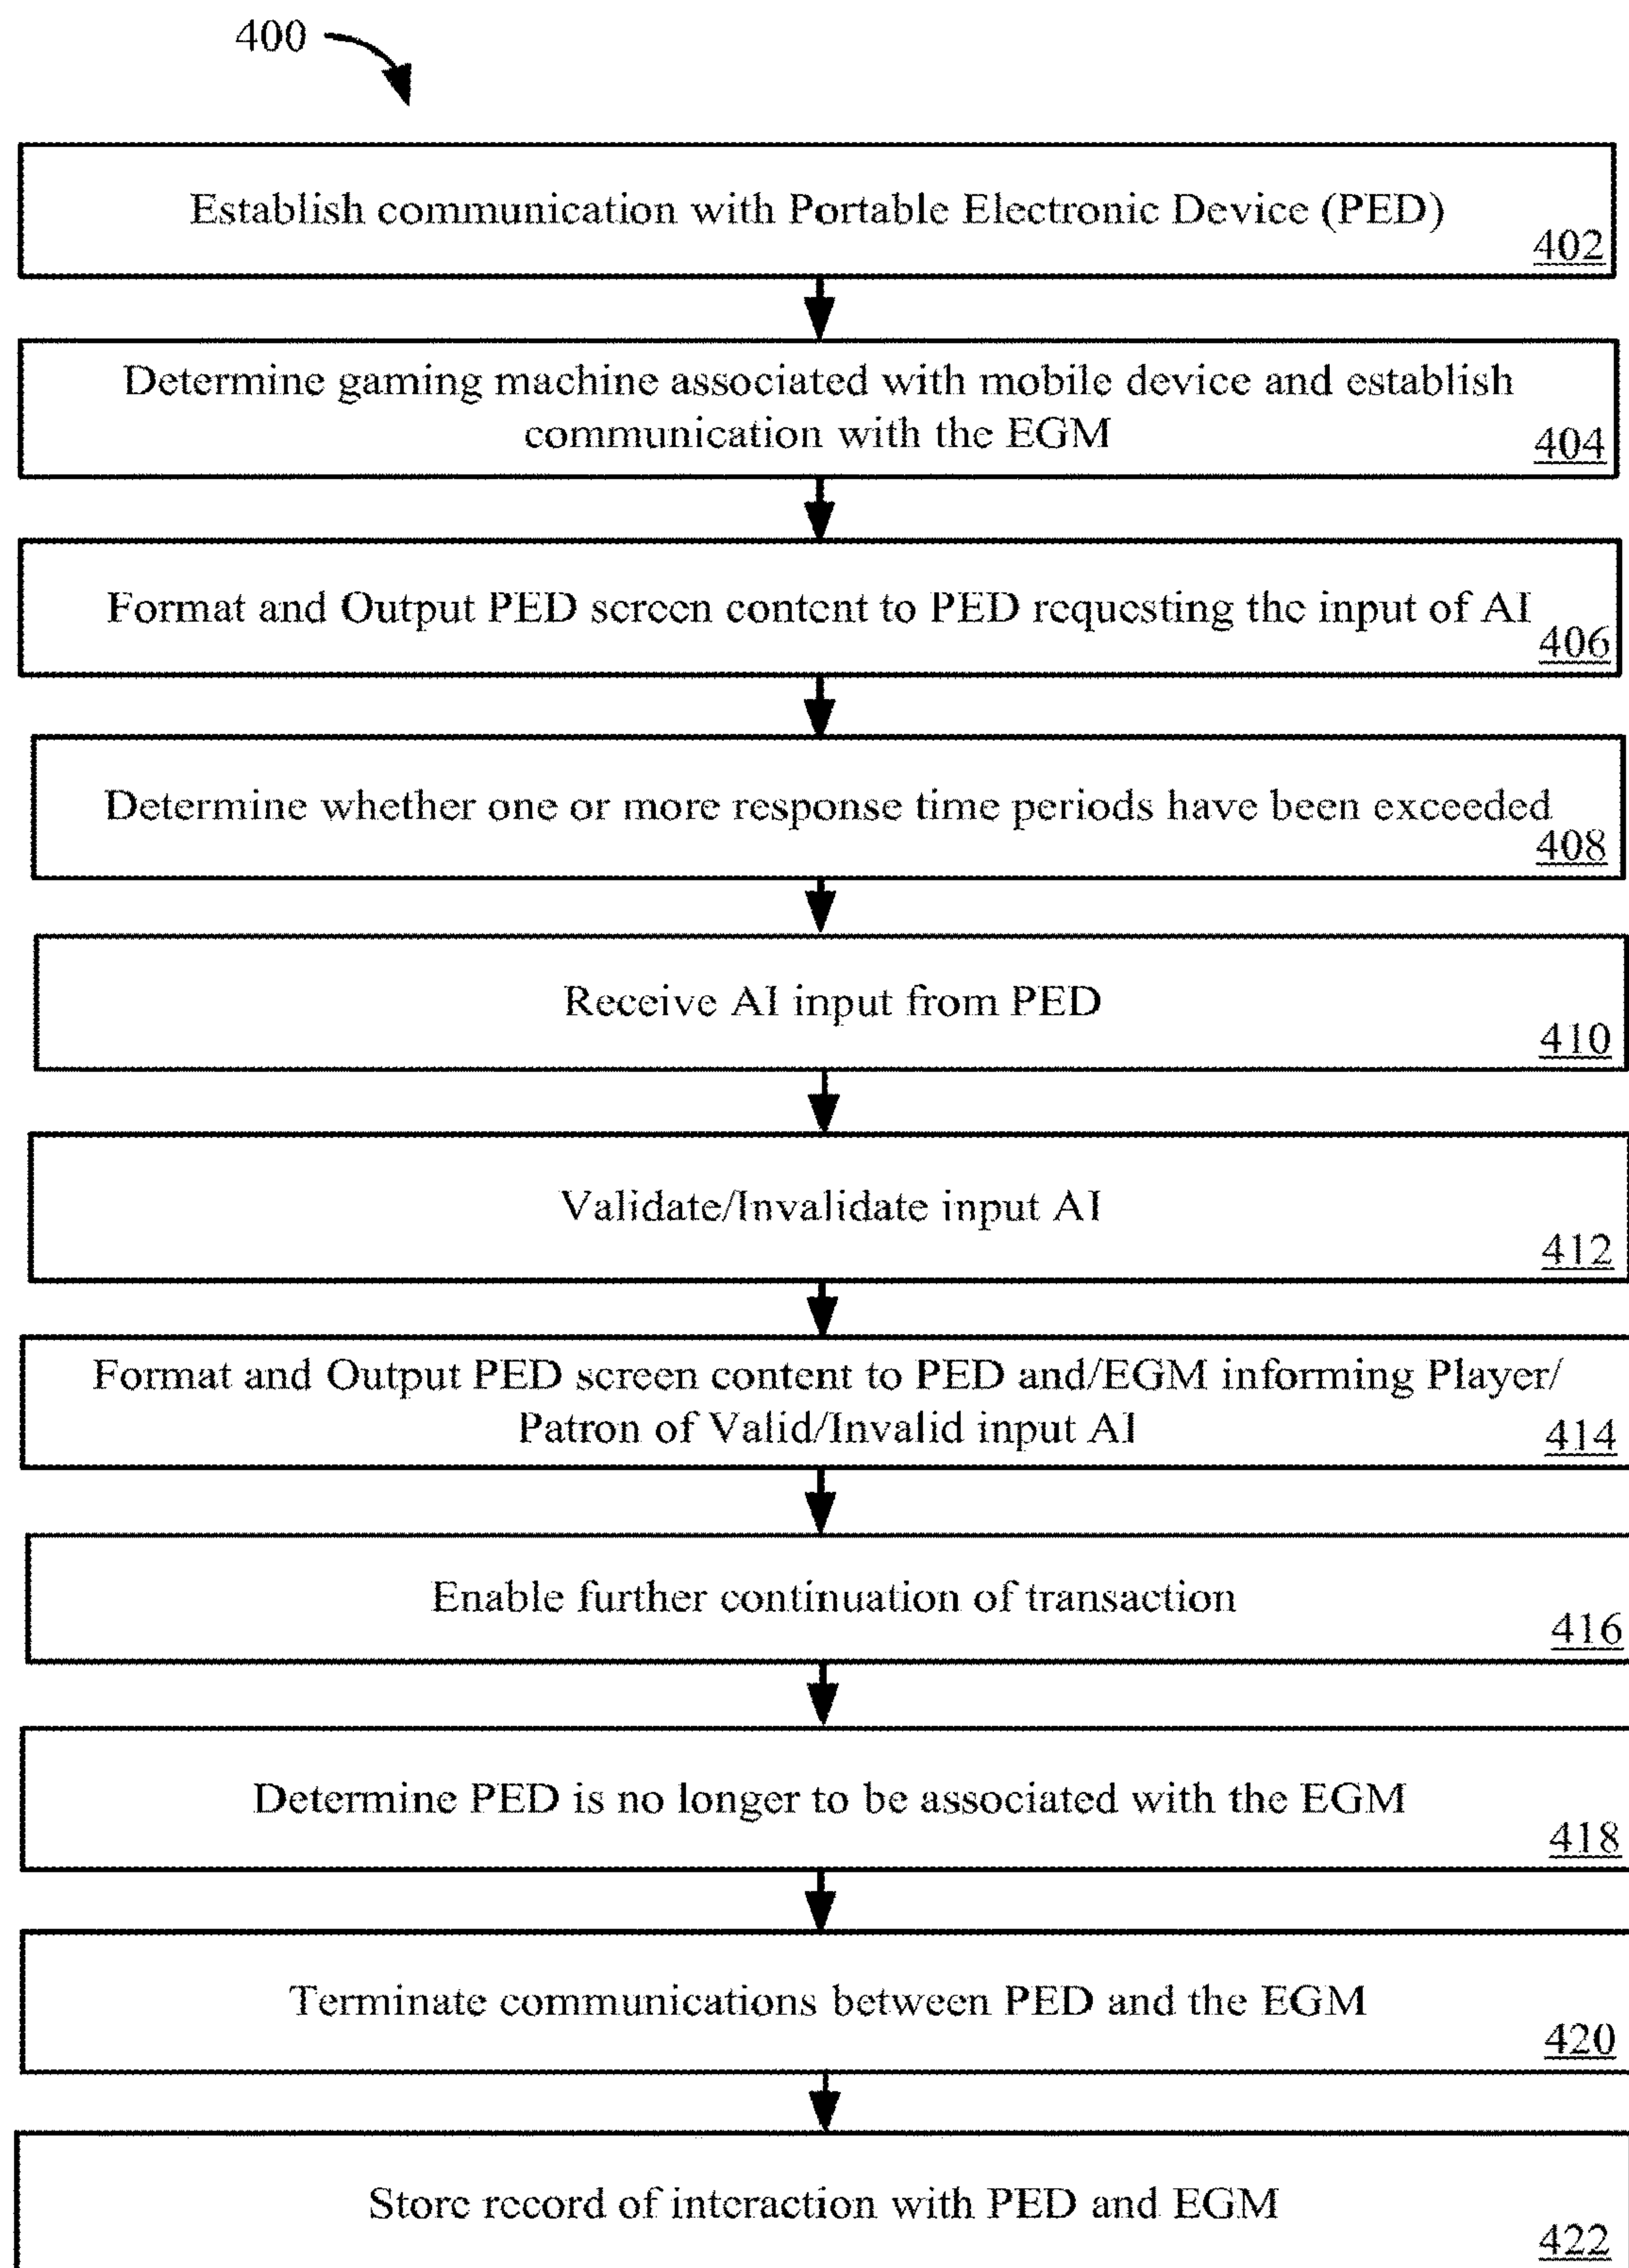 400
Establish communication with Portable Electronic Device (PED)
402
Determine gaming machine associated with mobile device and establish
communication with the EGM
404
Format and Output PED screen content to PED requesting the input of AI
406
Determine whether one or more response time periods have been exceeded
408
Receive AI input from PED
410
Validate/Invalidate input AI
412
Format and Output PED screen content to PED and/EGM informing Player/
Patron of Valid/Invalid input AI
414
Enable further continuation of transaction
416
Determine PED is no longer to be associated with the EGM
418
Terminate communications between PED and the EGM
420
Store record of interaction with PED and EGM
422